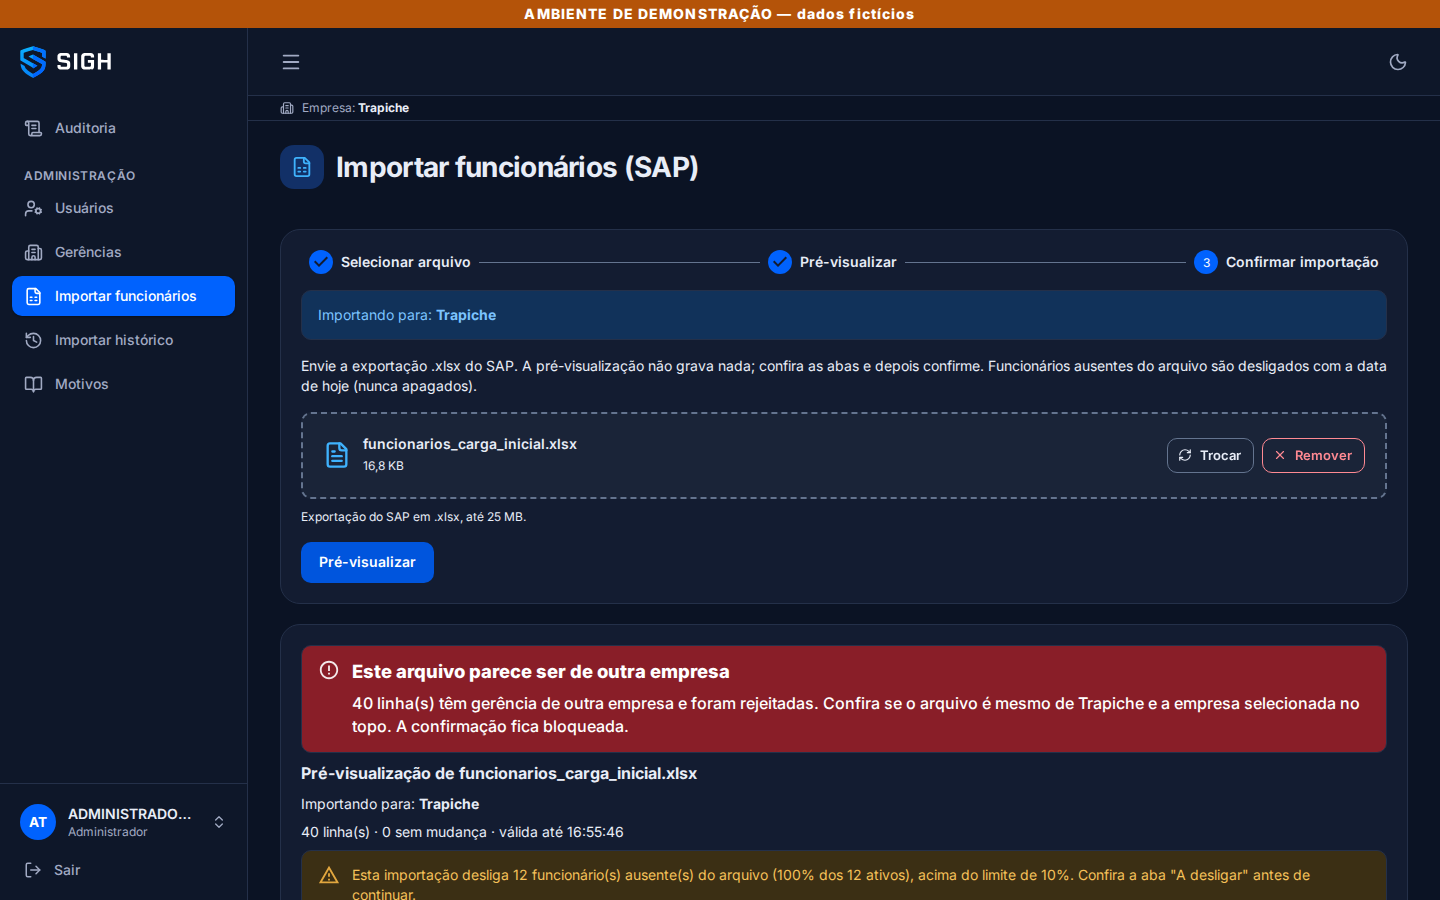 AMBIENTE DE DEMONSTRAÇÃO — dados fictícios
SIGH
Auditoria
ADMINISTRAÇÃO
Usuários
Gerências
Importar funcionários
Importar histórico
Motivos
AT
ADMINISTRADO...
Administrador
Sair
Empresa: Trapiche
Importar funcionários (SAP)
Selecionar arquivo
Pré-visualizar
3 Confirmar importação
Importando para: Trapiche
Envie a exportação .xlsx do SAP. A pré-visualização não grava nada; confira as abas e depois confirme. Funcionários ausentes do arquivo são desligados com a data
de hoje (nunca apagados).
funcionarios_carga_inicial.xlsx
16,8 KB
Trocar
Remover
Exportação do SAP em .xlsx, até 25 MB.
Pré-visualizar
Este arquivo parece ser de outra empresa
40 linha(s) têm gerência de outra empresa e foram rejeitadas. Confira se o arquivo é mesmo de Trapiche e a empresa selecionada no
topo. A confirmação fica bloqueada.
Pré-visualização de funcionarios_carga_inicial.xlsx
Importando para: Trapiche
40 linha(s) · 0 sem mudança · válida até 16:55:46
Esta importação desliga 12 funcionário(s) ausente(s) do arquivo (100% dos 12 ativos), acima do limite de 10%. Confira a aba "A desligar" antes de
continuar.